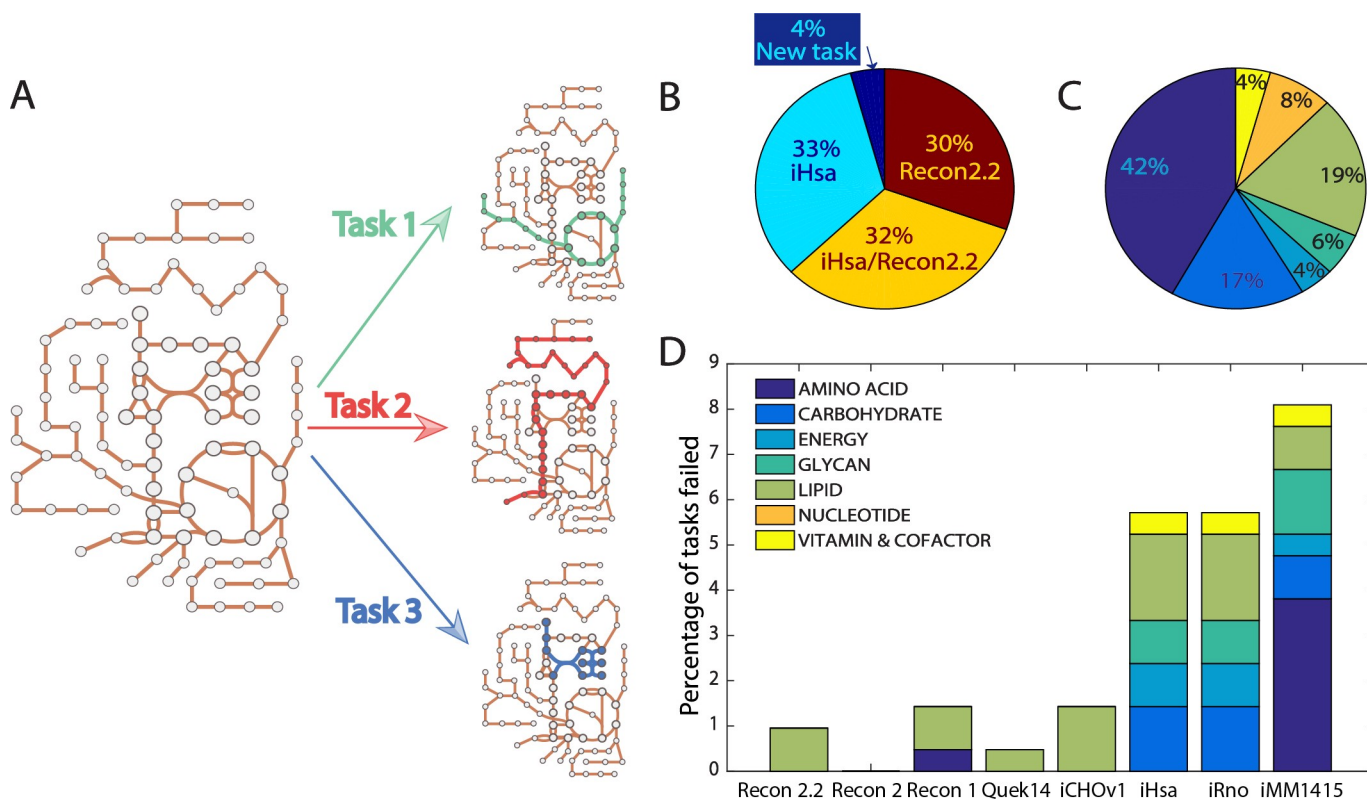 A
Task 1
Task 2
Task 3
B
4%
New task
30%
Recon2.2
33%
iHsa
32%
iHsa/Recon2.2
C
4%
8%
19%
6%
4%
17%
42%
D
Percentage of tasks failed
9
8
7
6
5
4
3
2
1
0
AMINO ACID
CARBOHYDRATE
ENERGY
GLYCAN
LIPID
NUCLEOTIDE
VITAMIN & COFACTOR
Recon 2.2
Recon 2
Recon 1
Quek14
iCHOv1
iHsa
iRno
iMM1415